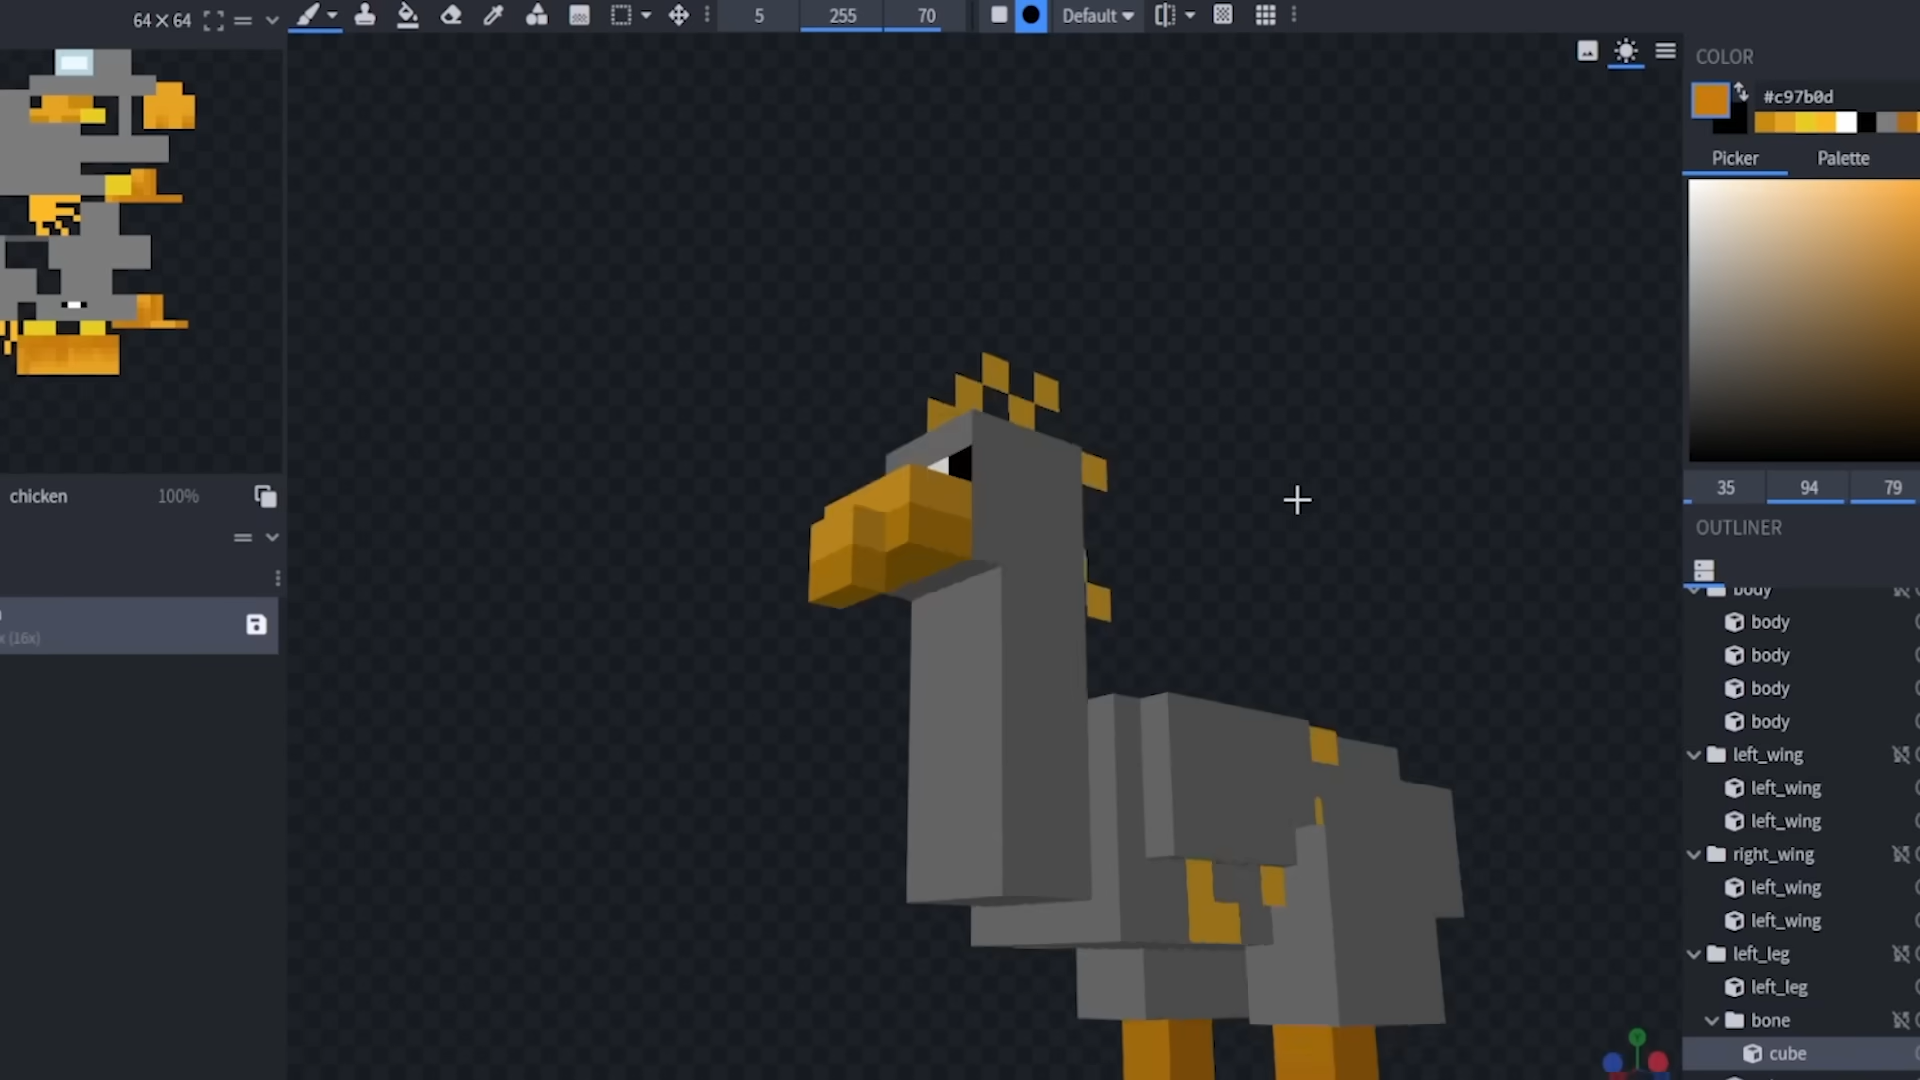 64×64
5 255 70 Default
COLOR
#c97b0d
Picker Palette
35 94 79
chicken 100%
x (16x)
OUTLINER
body
body
body
body
body
left_wing
left_wing
left_wing
right_wing
left_wing
left_wing
left_leg
left_leg
bone
cube